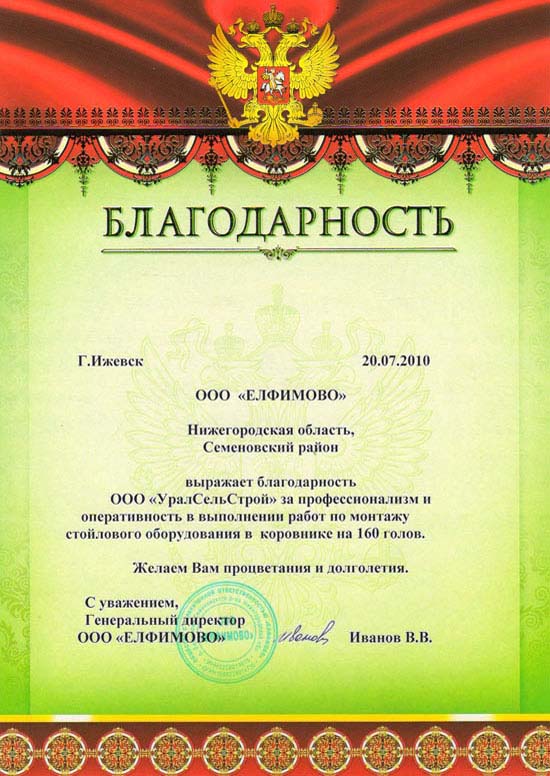 БЛАГОДАРНОСТЬ
Г.Ижевск 20.07.2010
ООО «ЕЛФИМОВО»
Нижегородская область,
Семеновский район
выражает благодарность
ООО «УралСельСтрой» за профессионализм и
оперативность в выполнении работ по монтажу
стойлового оборудования в коровнике на 160 голов.
Желаем Вам процветания и долголетия.
С уважением,
Генеральный директор
ООО «ЕЛФИМОВО» Иванов В.В.